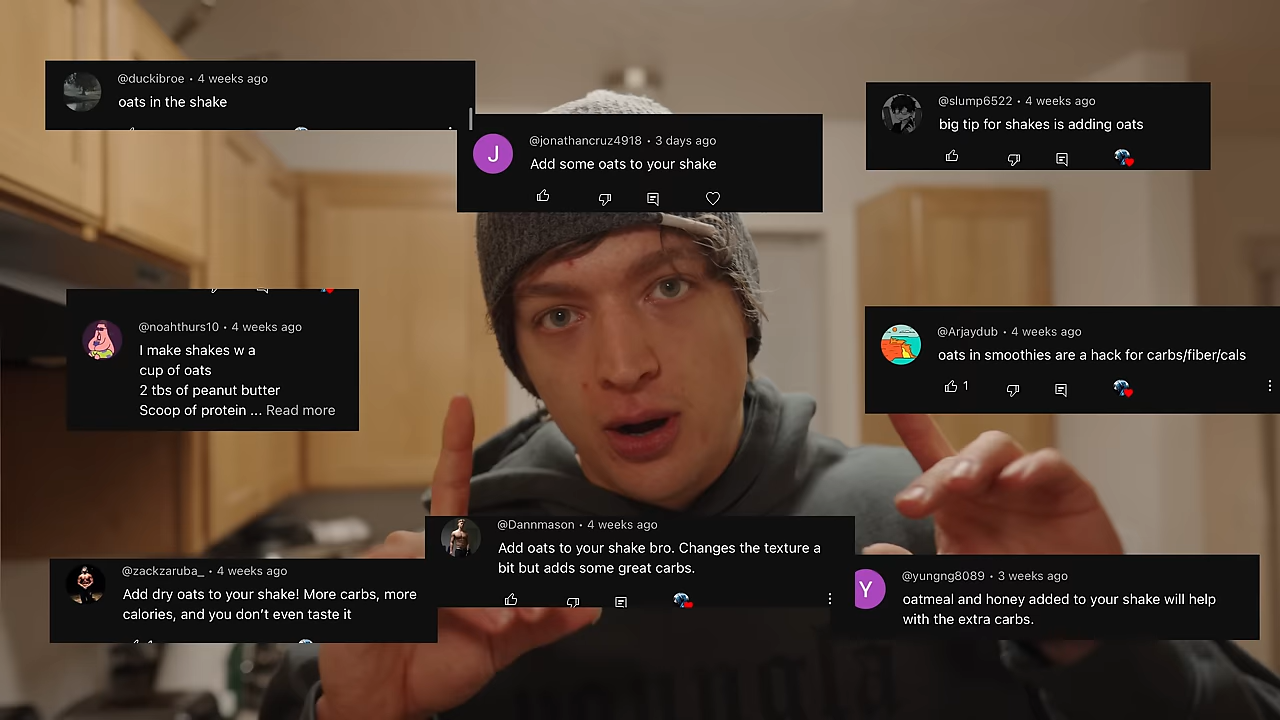 @duckibroe • 4 weeks ago
oats in the shake
@jonathancruz4918 • 3 days ago
Add some oats to your shake
@slump6522 • 4 weeks ago
big tip for shakes is adding oats
@noahthurs10 • 4 weeks ago
I make shakes w a
cup of oats
2 tbs of peanut butter
Scoop of protein ... Read more
@Arjaydub • 4 weeks ago
oats in smoothies are a hack for carbs/fiber/cals
1
@zackzaruba_ • 4 weeks ago
Add dry oats to your shake! More carbs, more
calories, and you don’t even taste it
@Dannmason • 4 weeks ago
Add oats to your shake bro. Changes the texture a
bit but adds some great carbs.
@yungng8089 • 3 weeks ago
oatmeal and honey added to your shake will help
with the extra carbs.
J
Y